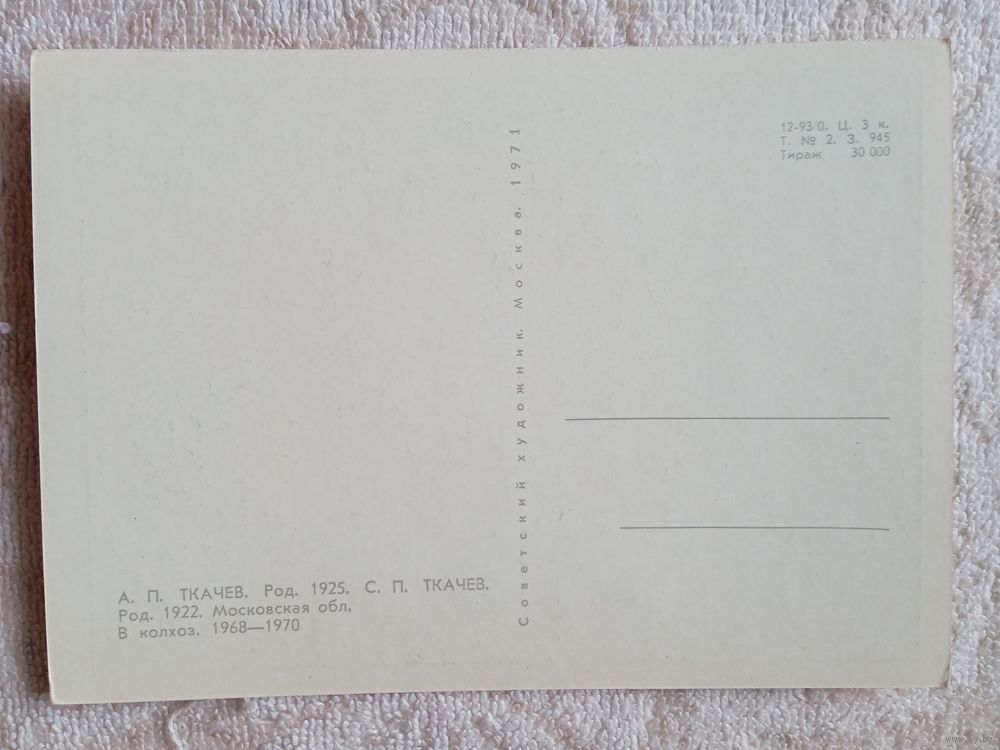 12-93/0. Ц. 3 к.
Т. № 2. З. 945
Тираж 30 000
Советский художник. Москва. 1971
А. П. ТКАЧЕВ. Род. 1925. С. П. ТКАЧЕВ.
Род. 1922. Московская обл.
В колхоз. 1968—1970